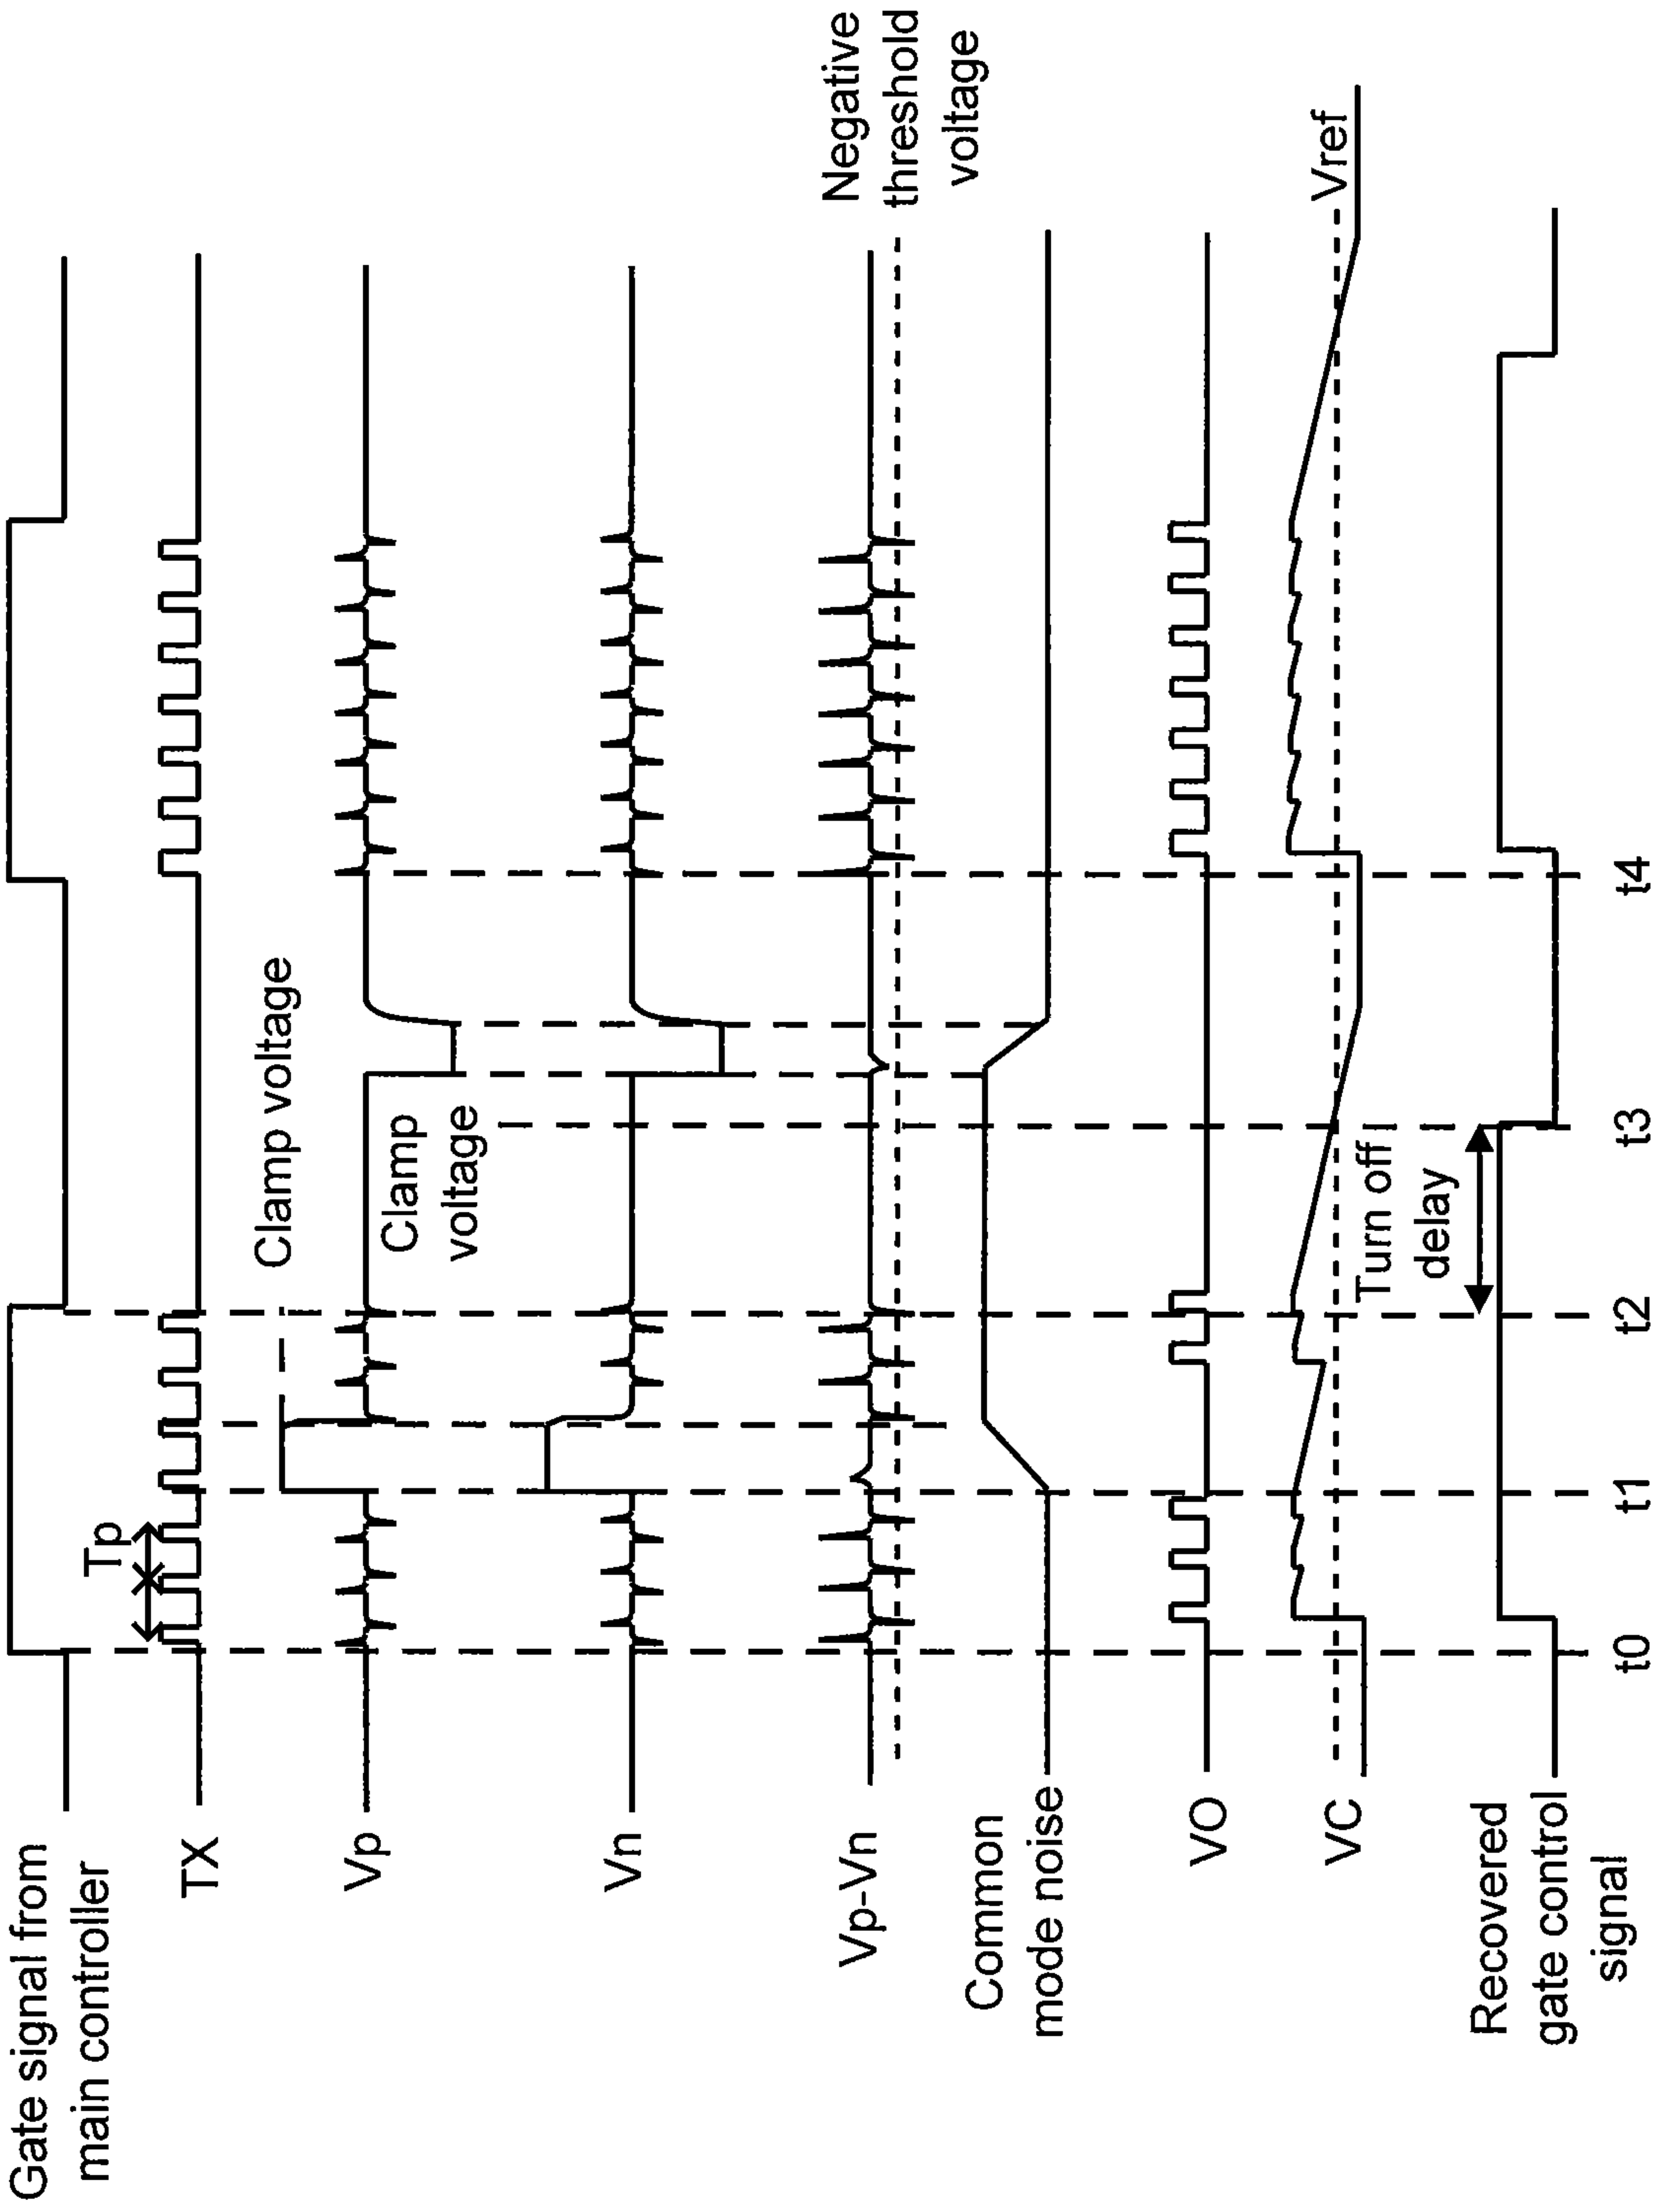 Gate signal from
main controller
TX
Tp
Clamp voltage
Vp
Clamp
voltage
Vn
Vp-Vn
Negative
threshold
voltage
Common
mode noise
VO
VC
Vref
Turn off
delay
Recovered
gate control
signal
t0
t1
t2
t3
t4